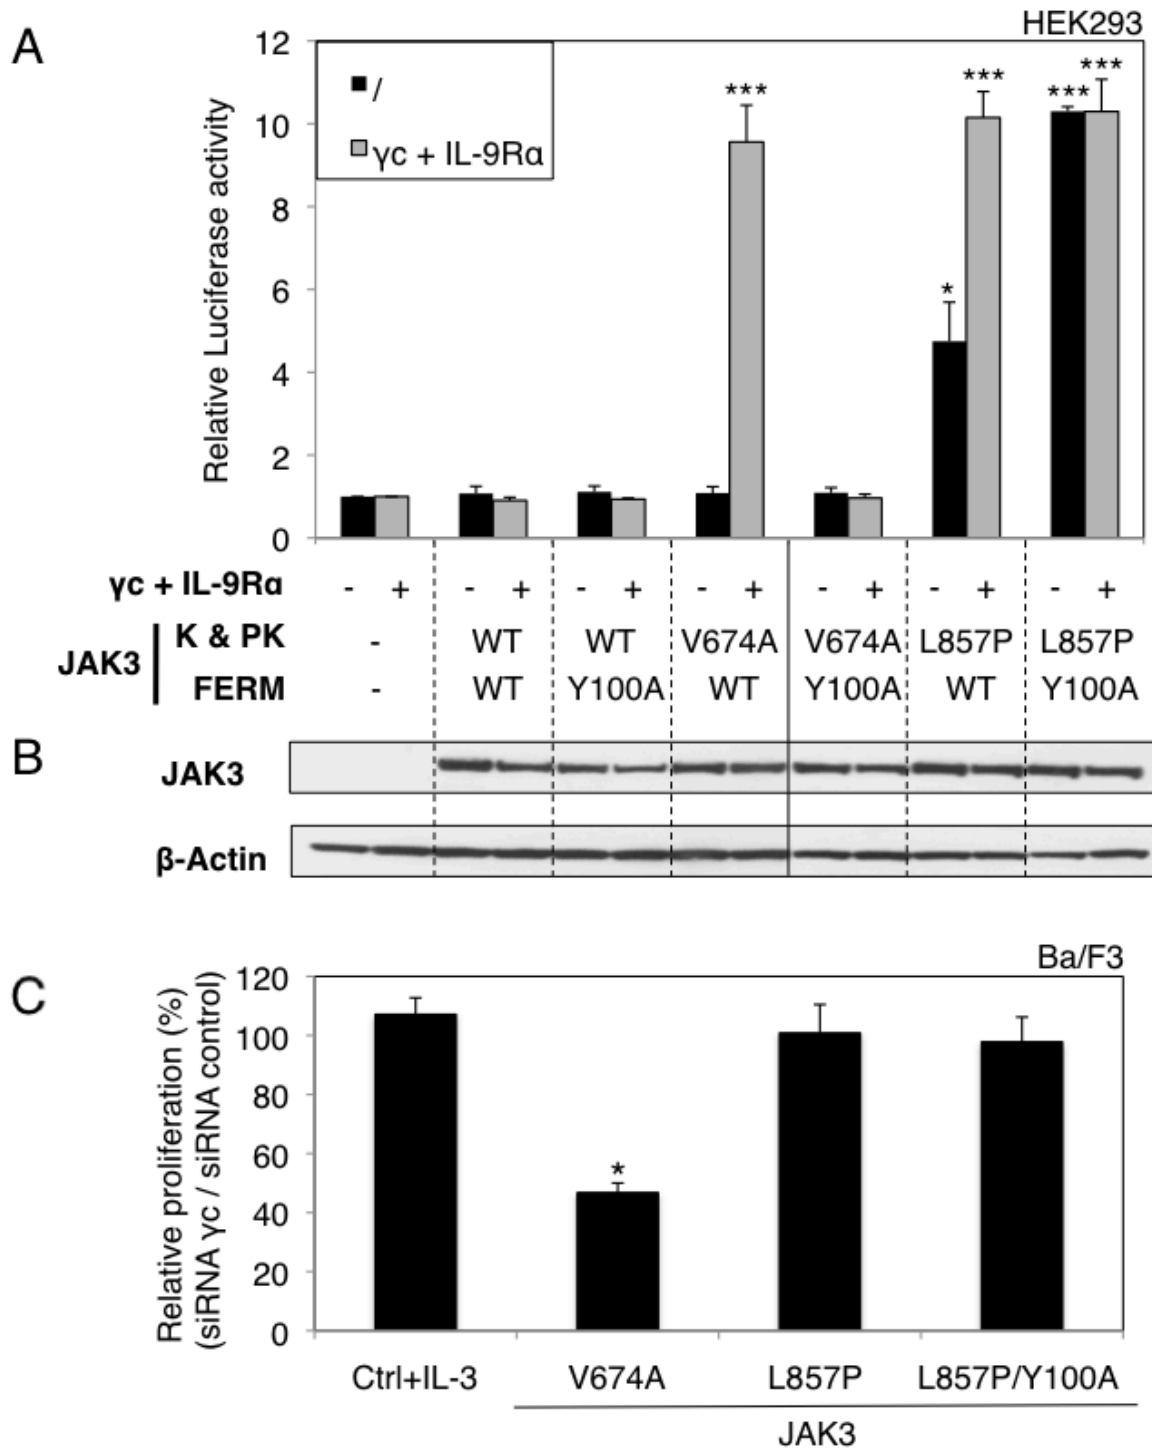 A
HEK293
12
10
8
6
4
2
0
Relative Luciferase activity
/
γc + IL-9Rα
***
*
***
***
***
γc + IL-9Rα - + - + - + - + - + - + - +
JAK3
K & PK - WT WT V674A V674A L857P L857P
FERM - WT Y100A WT Y100A WT Y100A
B
JAK3
β-Actin
C
Ba/F3
120
100
80
60
40
20
0
Relative proliferation (%)
(siRNA γc / siRNA control)
*
Ctrl+IL-3 V674A L857P L857P/Y100A
JAK3